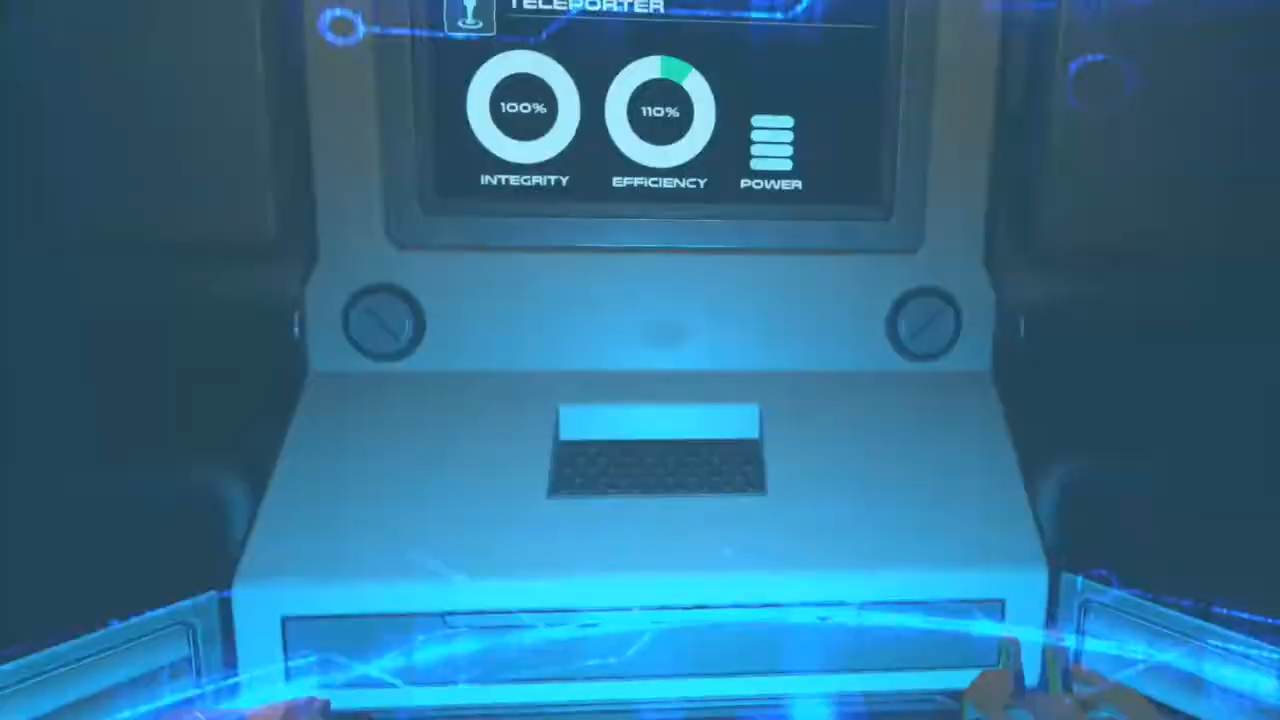 TELEPORTER
100%
110%
INTEGRITY
EFFICIENCY
POWER